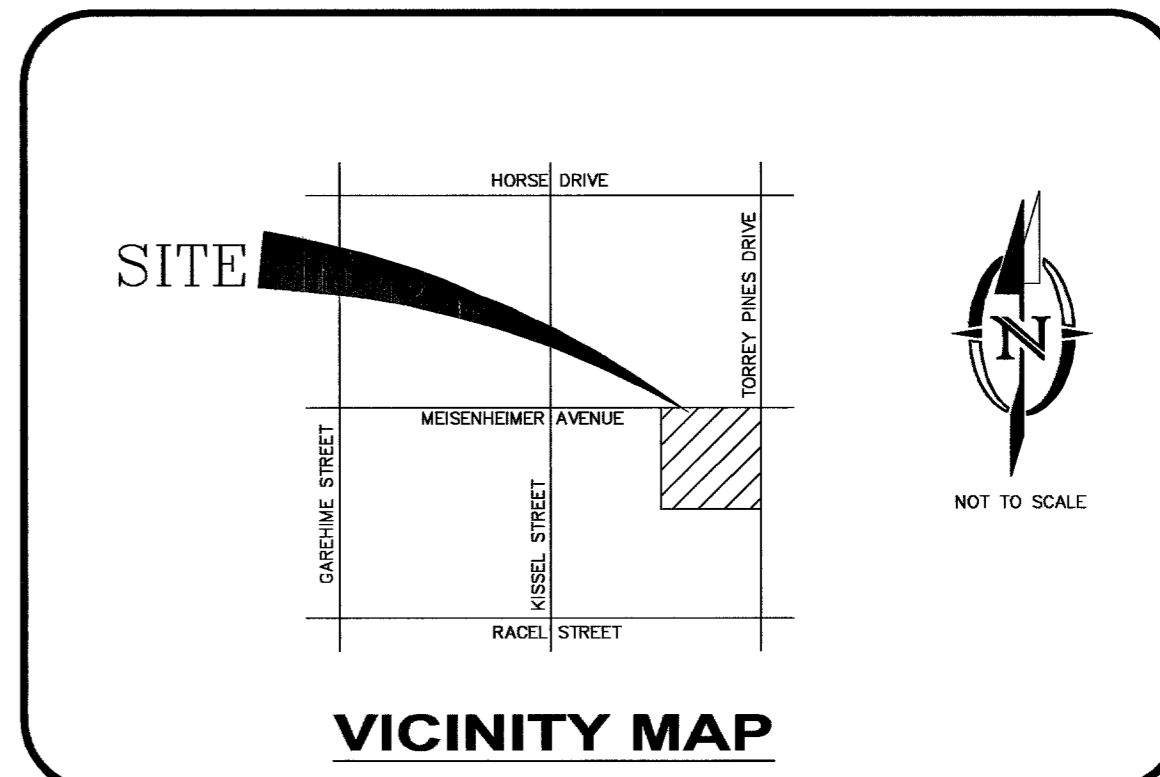 HORSE DRIVE
SITE
TORREY PINES DRIVE
N
MEISENHEIMER AVENUE
GAREHIME STREET
KISSEL STREET
NOT TO SCALE
RACEL STREET
VICINITY MAP